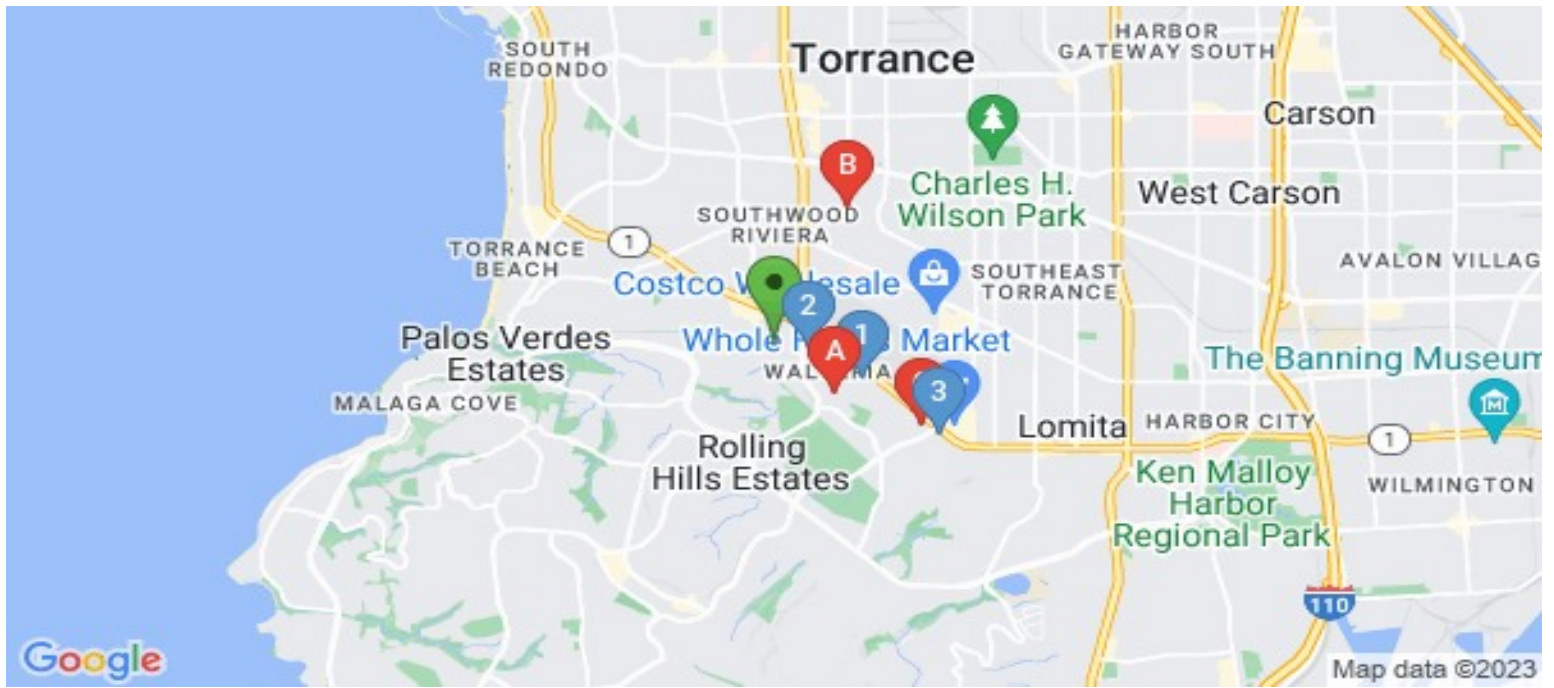 HARBOR
GATEWAY SOUTH
SOUTH
REDONDO
Torrance
Carson
B
Charles H.
Wilson Park
West Carson
SOUTHWOOD
RIVIERA
1
TORRANCE
BEACH
AVALON VILLAG
SOUTHEAST
TORRANCE
Costco W lesale
2
Palos Verdes
Estates
Whole F s Market
1
A
The Banning Museum
WAL MA
3
MALAGA COVE
M
Lomita
HARBOR CITY
1
Rolling
Hills Estates
Ken Malloy
Harbor
Regional Park
WILMINGTON
110
Google
Map data ©2023